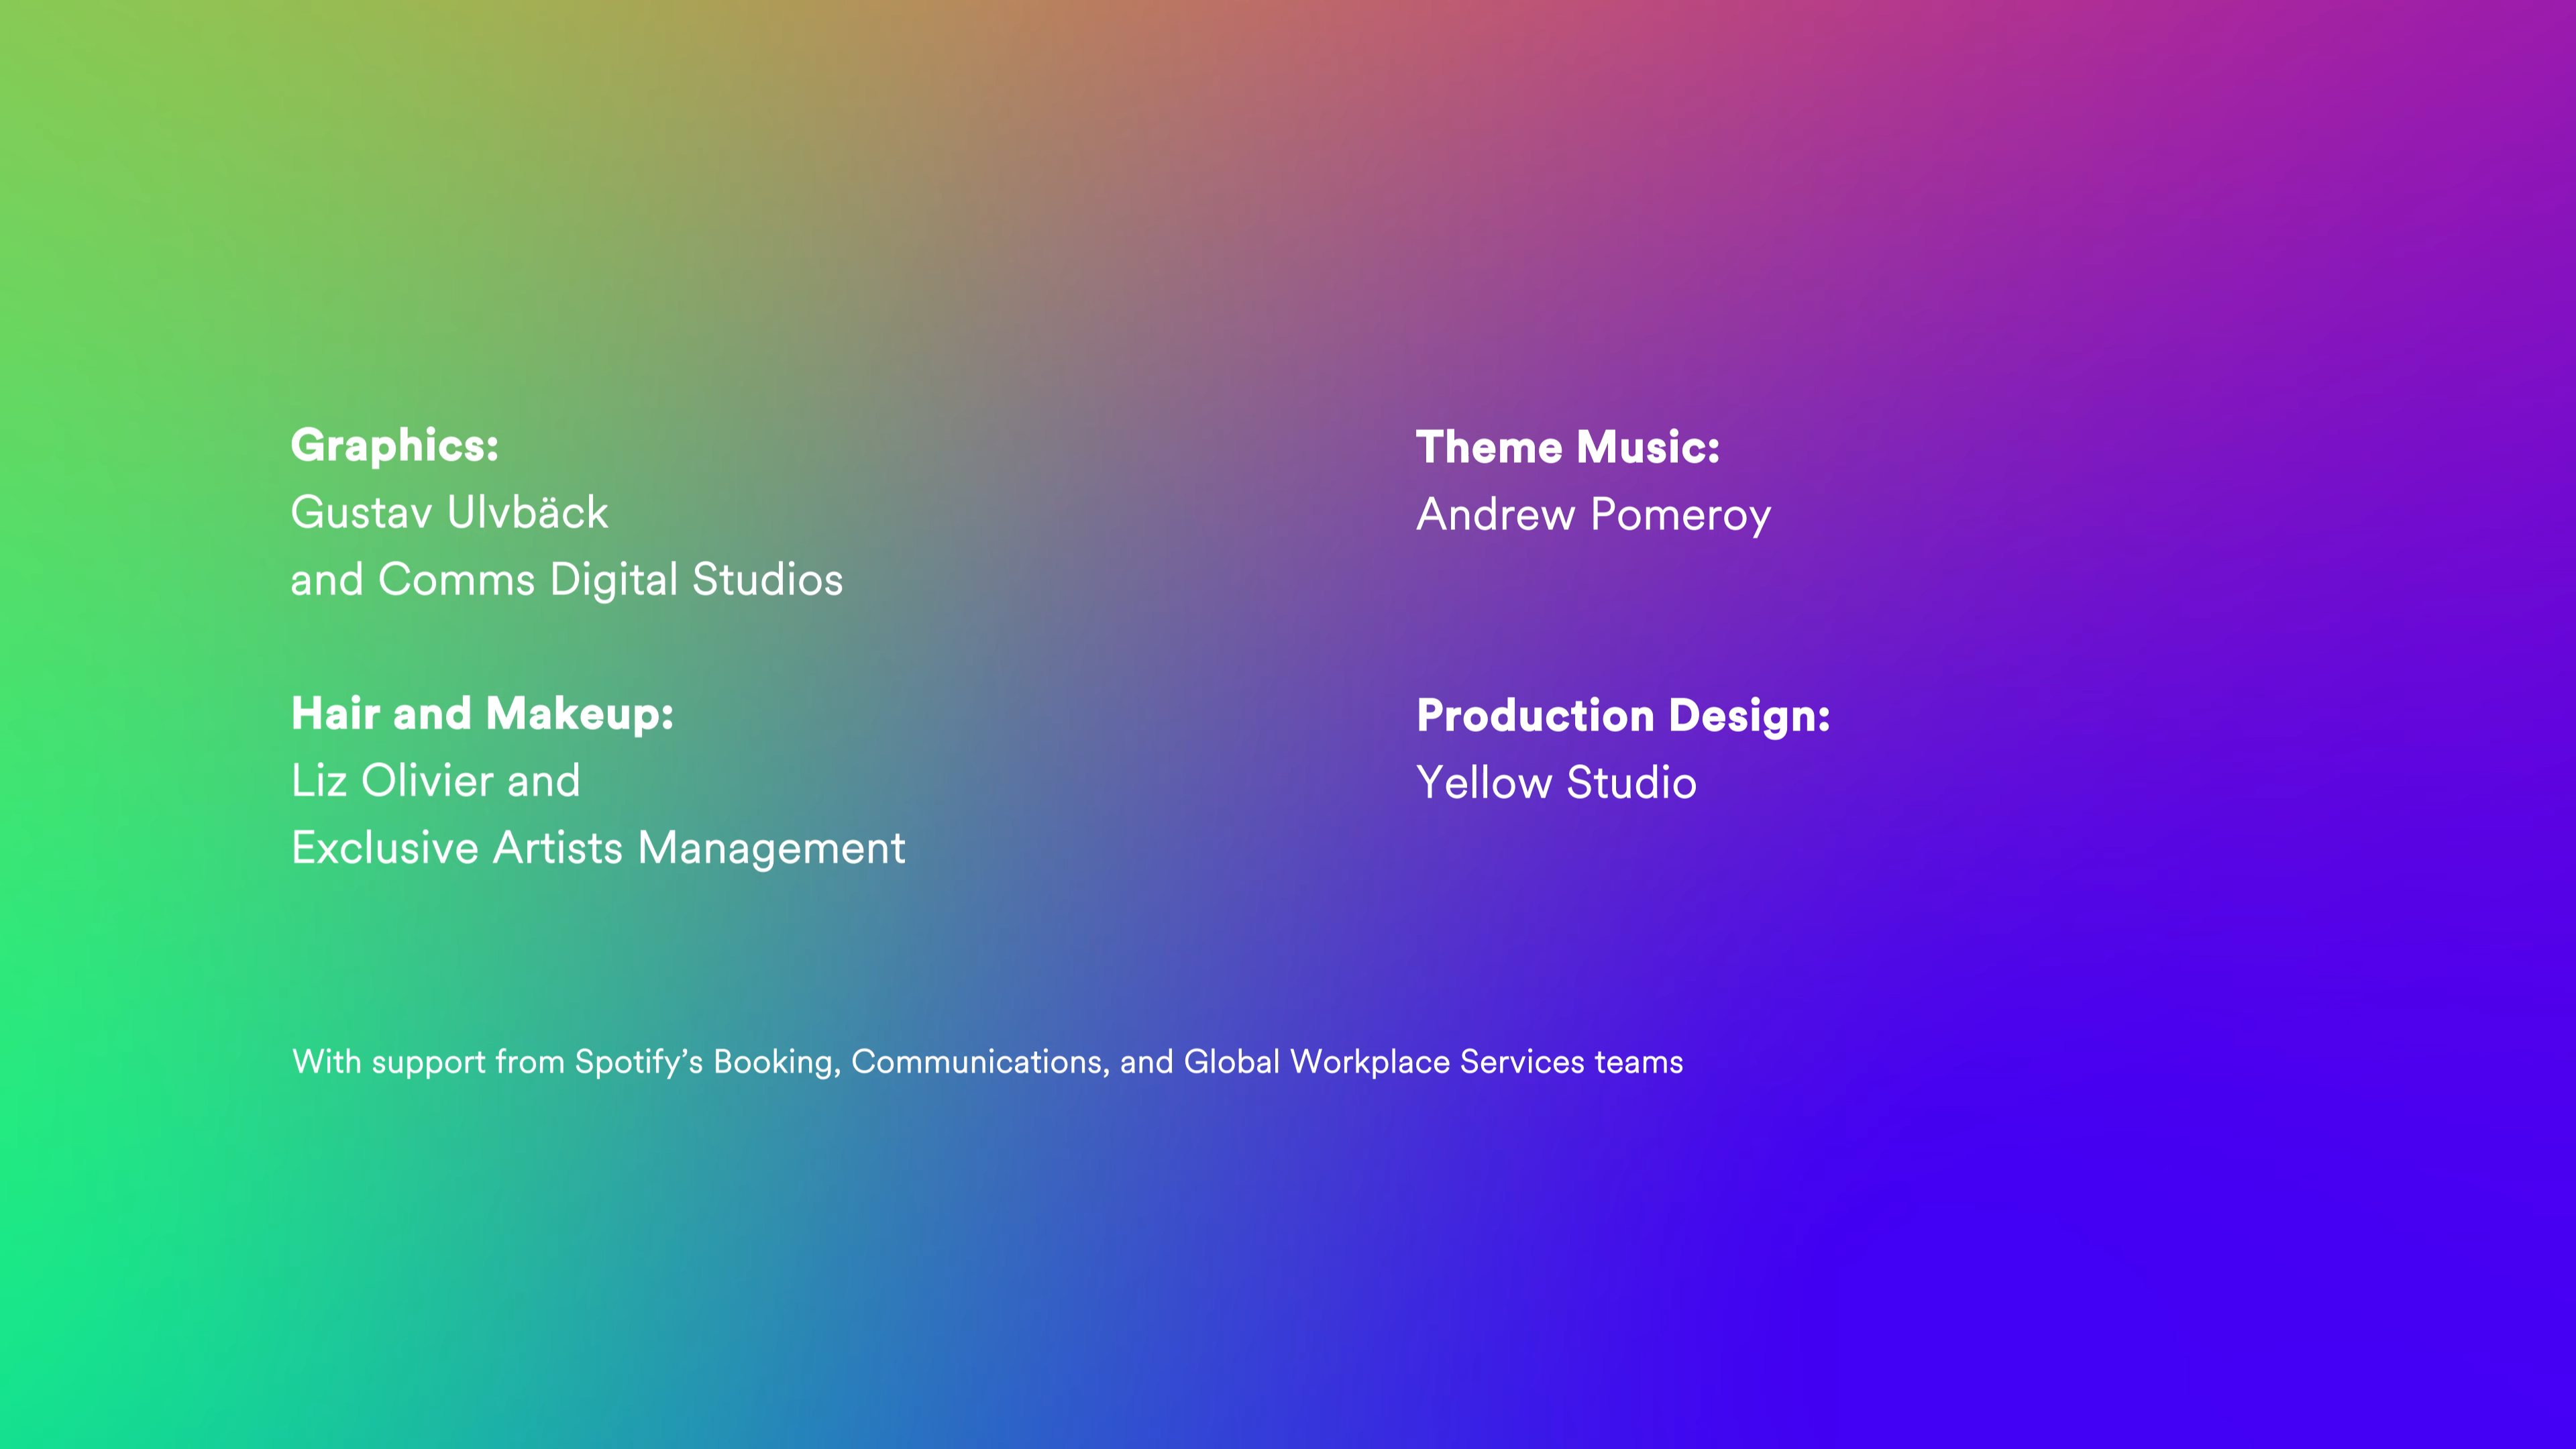 Graphics:
Gustav Ulvbäck
and Comms Digital Studios
Theme Music:
Andrew Pomeroy
Hair and Makeup:
Liz Olivier and
Exclusive Artists Management
Production Design:
Yellow Studio
With support from Spotify’s Booking, Communications, and Global Workplace Services teams